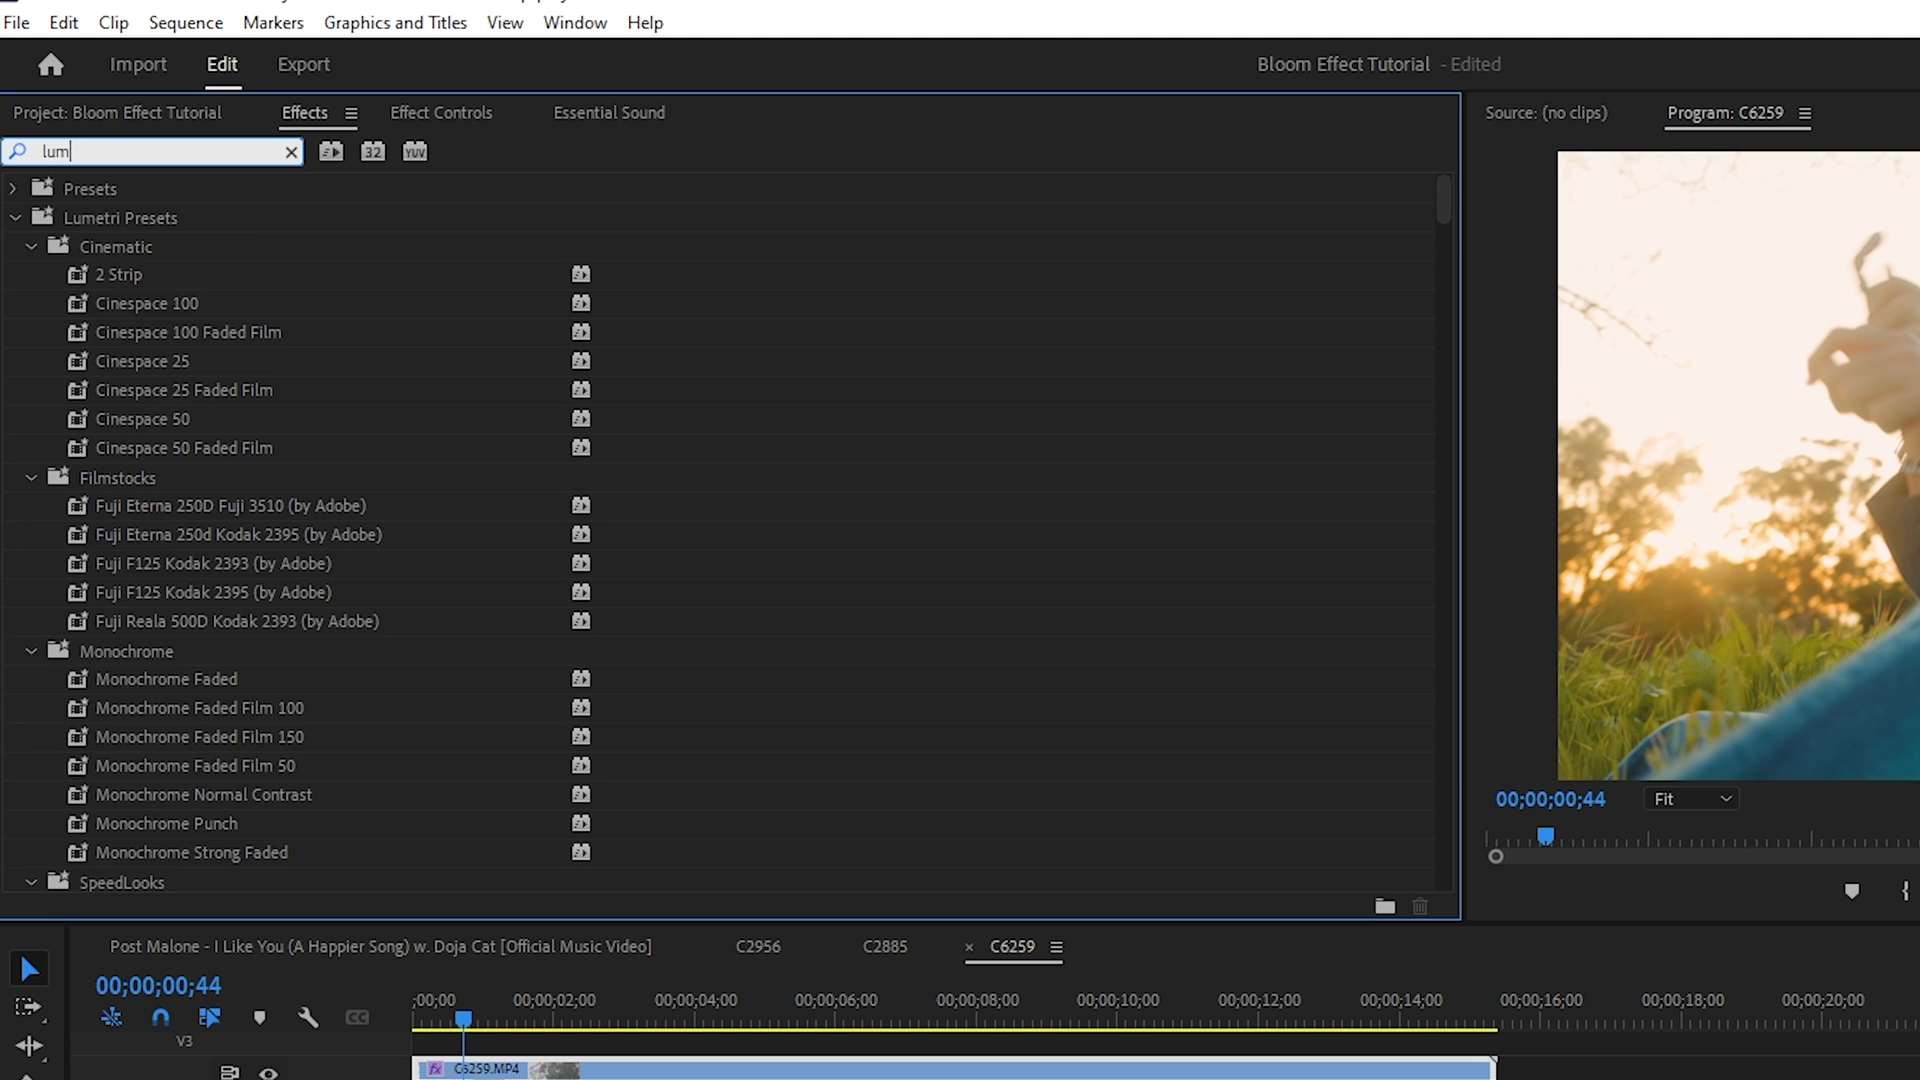 File Edit Clip Sequence Markers Graphics and Titles View Window Help
Import Edit Export Bloom Effect Tutorial - Edited
Project: Bloom Effect Tutorial Effects Effect Controls Essential Sound Source: (no clips) Program: C6259
lum 32 YUV
Presets
Lumetri Presets
Cinematic
2 Strip
Cinespace 100
Cinespace 100 Faded Film
Cinespace 25
Cinespace 25 Faded Film
Cinespace 50
Cinespace 50 Faded Film
Filmstocks
Fuji Eterna 250D Fuji 3510 (by Adobe)
Fuji Eterna 250d Kodak 2395 (by Adobe)
Fuji F125 Kodak 2393 (by Adobe)
Fuji F125 Kodak 2395 (by Adobe)
Fuji Reala 500D Kodak 2393 (by Adobe)
Monochrome
Monochrome Faded
Monochrome Faded Film 100
Monochrome Faded Film 150
Monochrome Faded Film 50
Monochrome Normal Contrast
Monochrome Punch
Monochrome Strong Faded
SpeedLooks
00;00;00;44 Fit
Post Malone - I Like You (A Happier Song) w. Doja Cat [Official Music Video] C2956 C2885 × C6259
00;00;00;44
;00;00 00;00;02;00 00;00;04;00 00;00;06;00 00;00;08;00 00;00;10;00 00;00;12;00 00;00;14;00 00;00;16;00 00;00;18;00 00;00;20;00
CC
V3
fx C6259.MP4